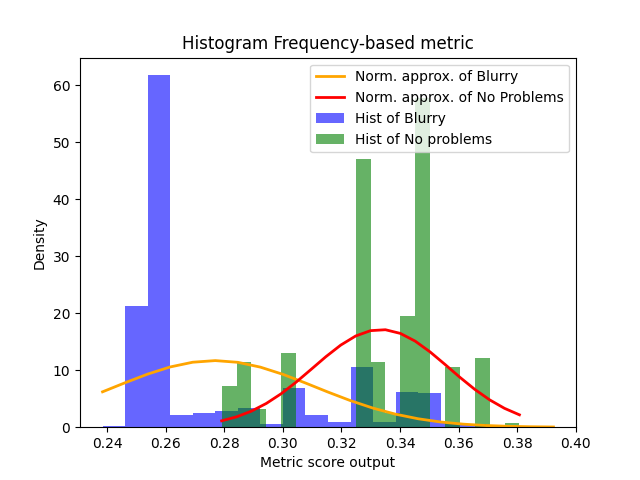 Histogram Frequency-based metric
Norm. approx. of Blurry
Norm. approx. of No Problems
Hist of Blurry
Hist of No problems
Density
60
50
40
30
20
10
0
0.24 0.26 0.28 0.30 0.32 0.34 0.36 0.38 0.40
Metric score output